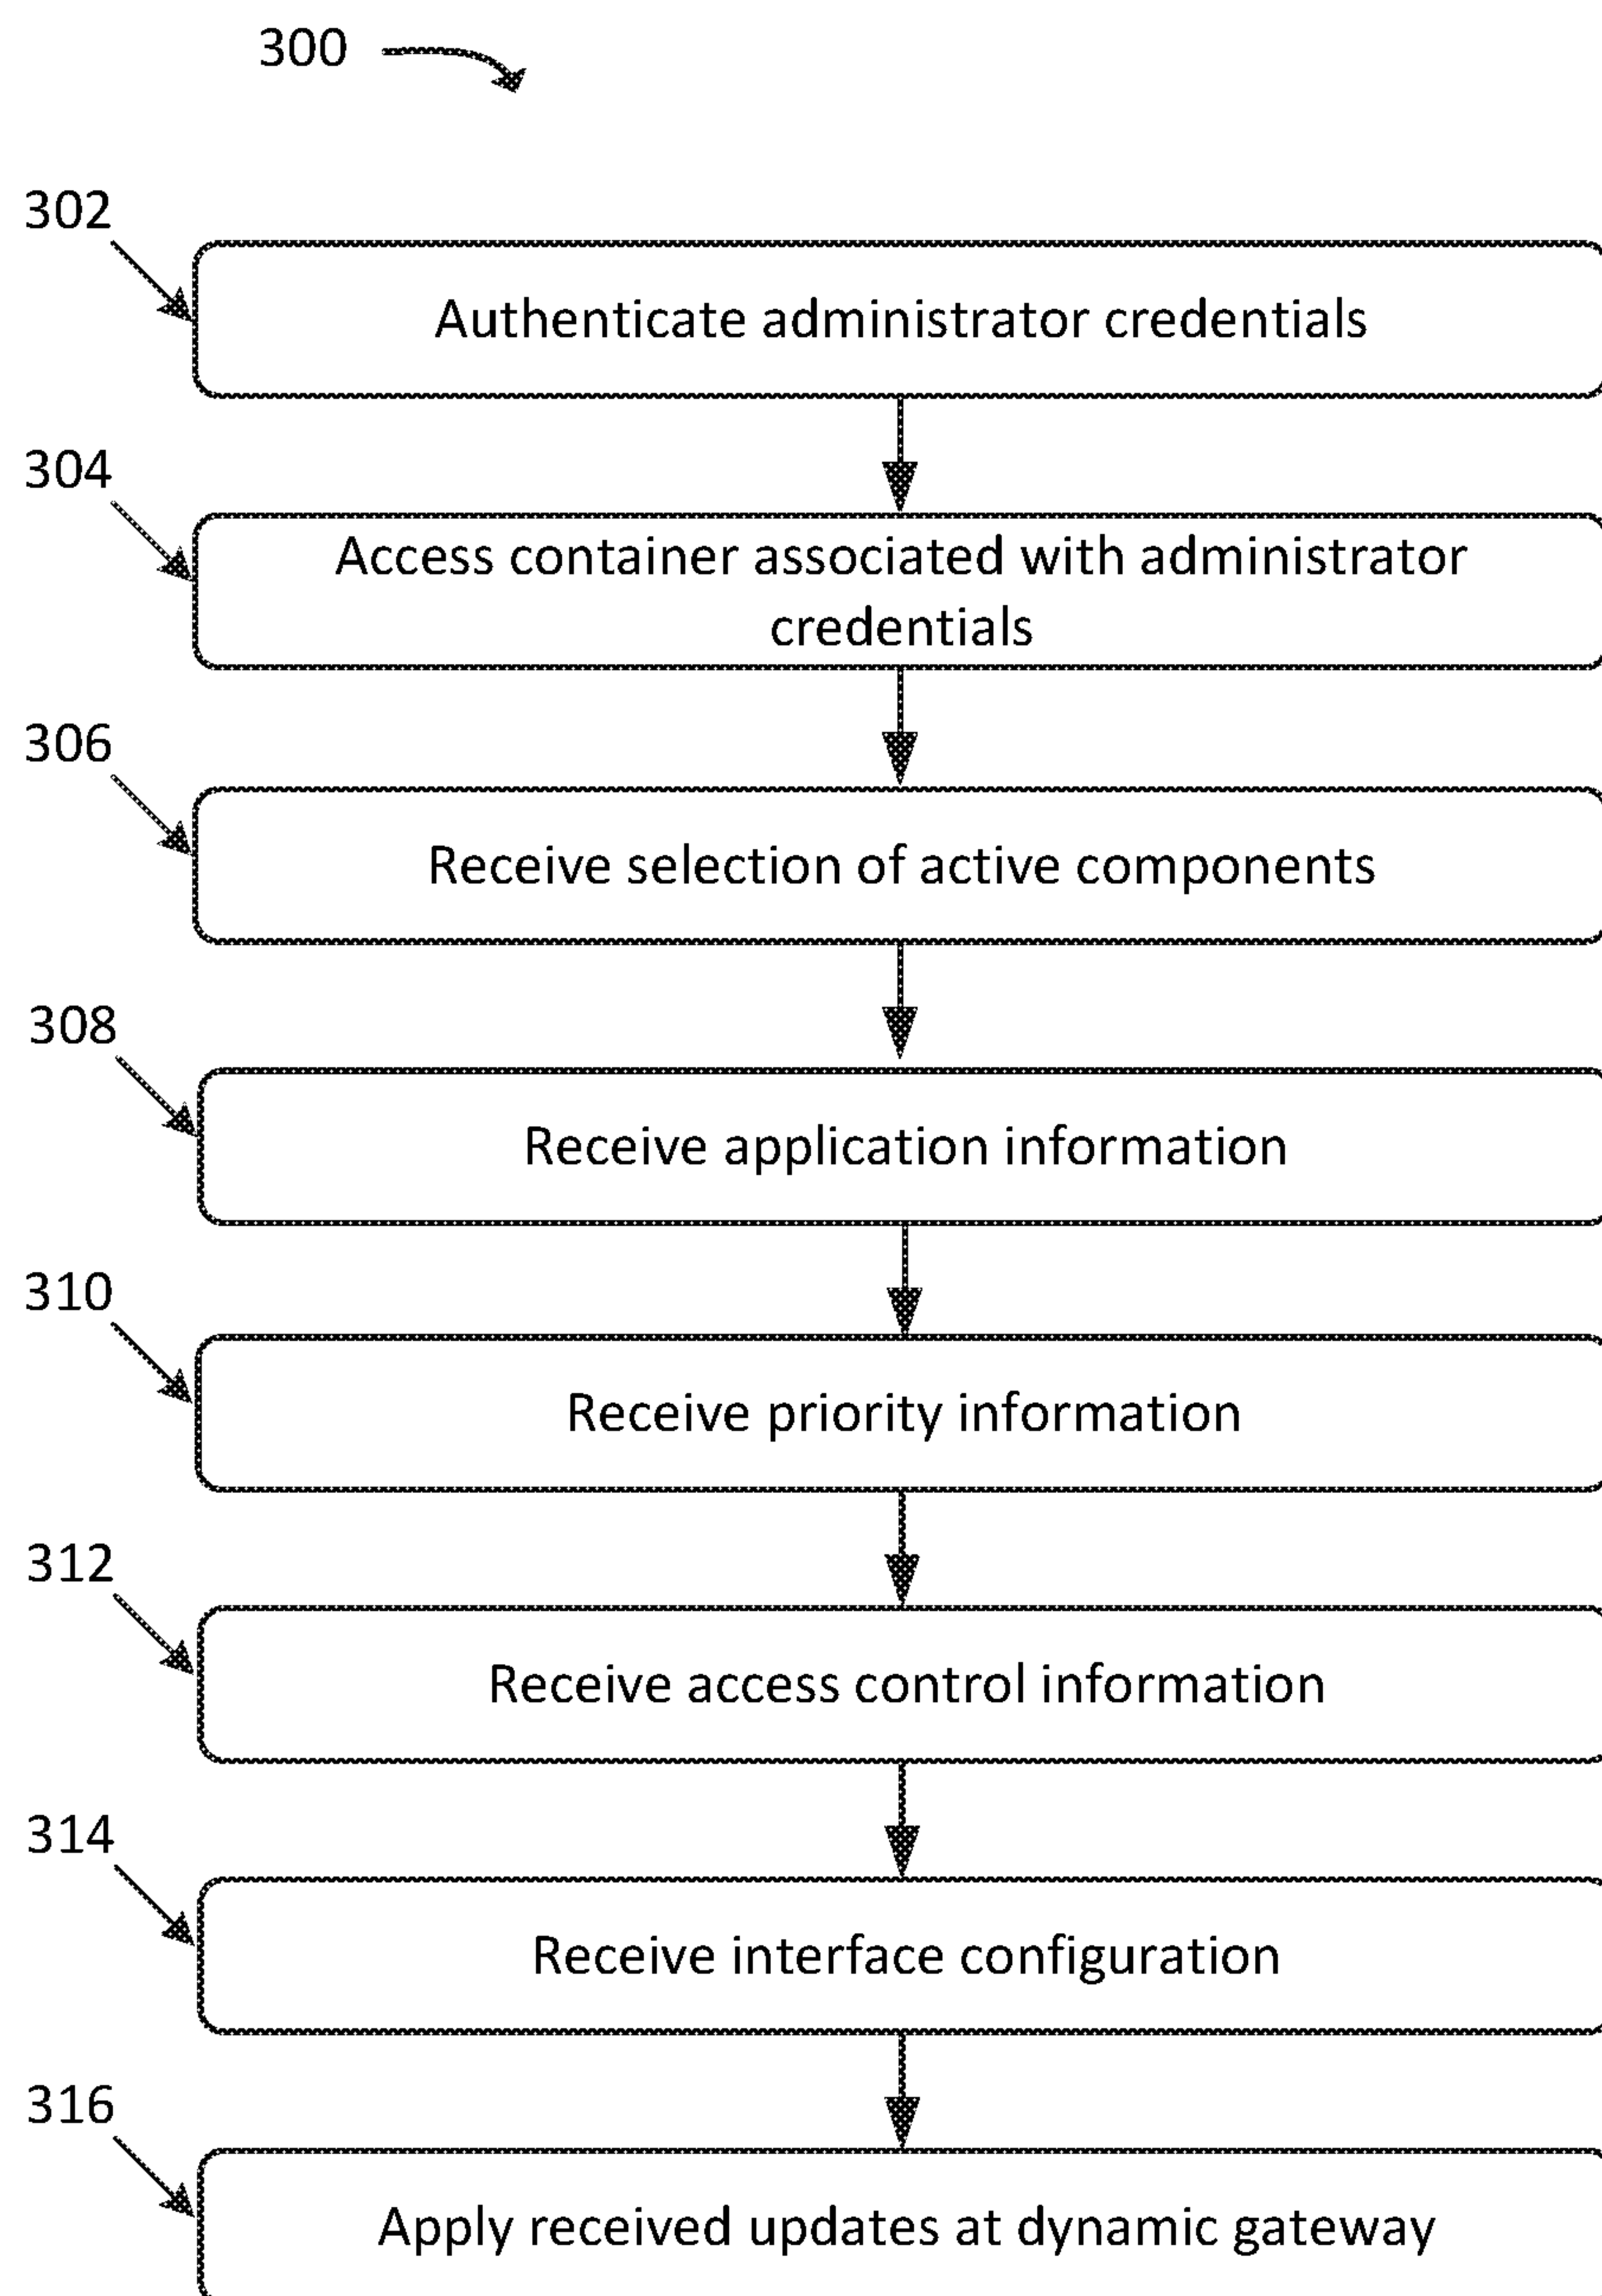 300
302
Authenticate administrator credentials
304
Access container associated with administrator
credentials
306
Receive selection of active components
308
Receive application information
310
Receive priority information
312
Receive access control information
314
Receive interface configuration
316
Apply received updates at dynamic gateway